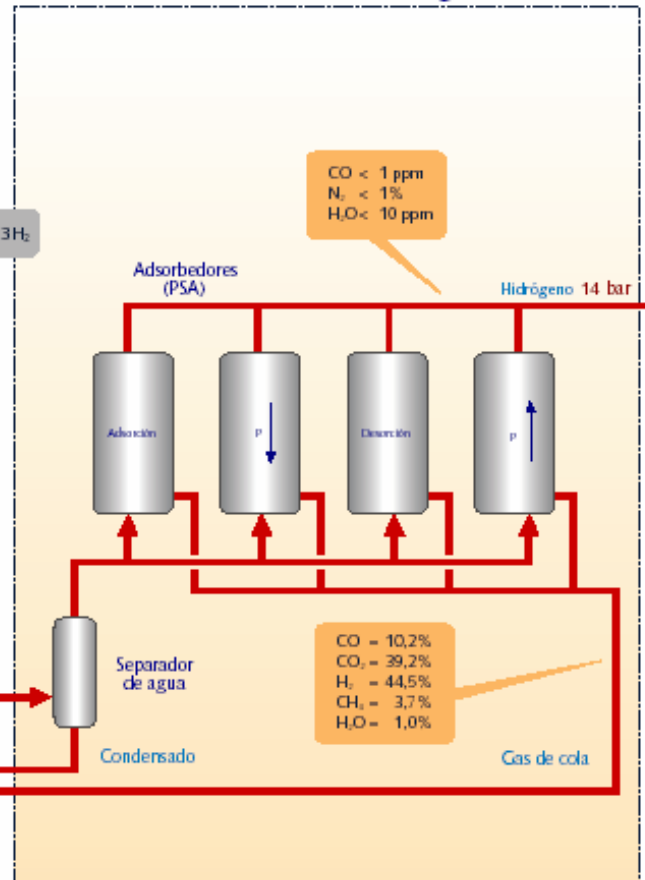 CO < 1 ppm
N₂ < 1%
H₂O< 10 ppm
3H₂
Adsorbedores
(PSA)
Hidrógeno 14 bar
Adsorción
P
Desorción
P
CO = 10,2%
CO₂ = 39,2%
H₂ = 44,5%
CH₄ = 3,7%
H₂O = 1,0%
Separador
de agua
Condensado
Gas de cola